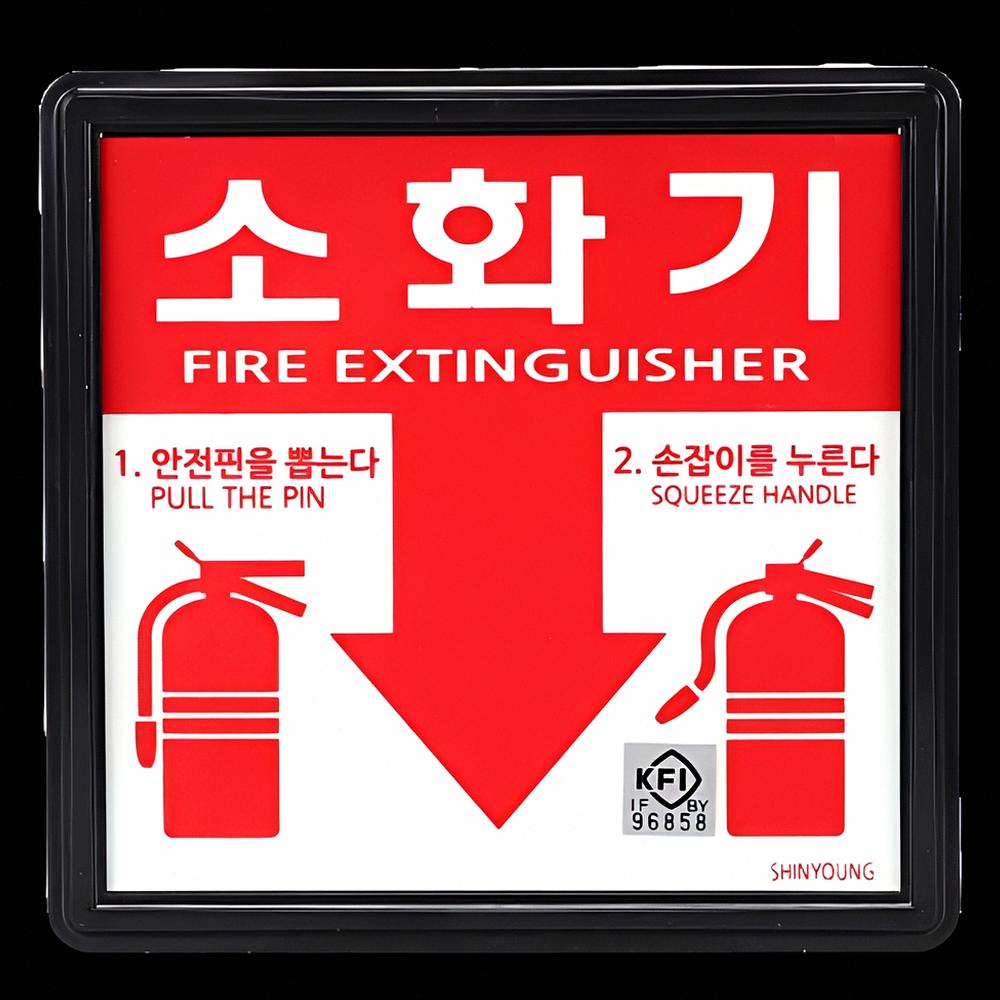 소화기
FIRE EXTINGUISHER
1. 안전핀을 뽑는다
PULL THE PIN
2. 손잡이를 누른다
SQUEEZE HANDLE
KFI
IF BY
96858
SHINYOUNG